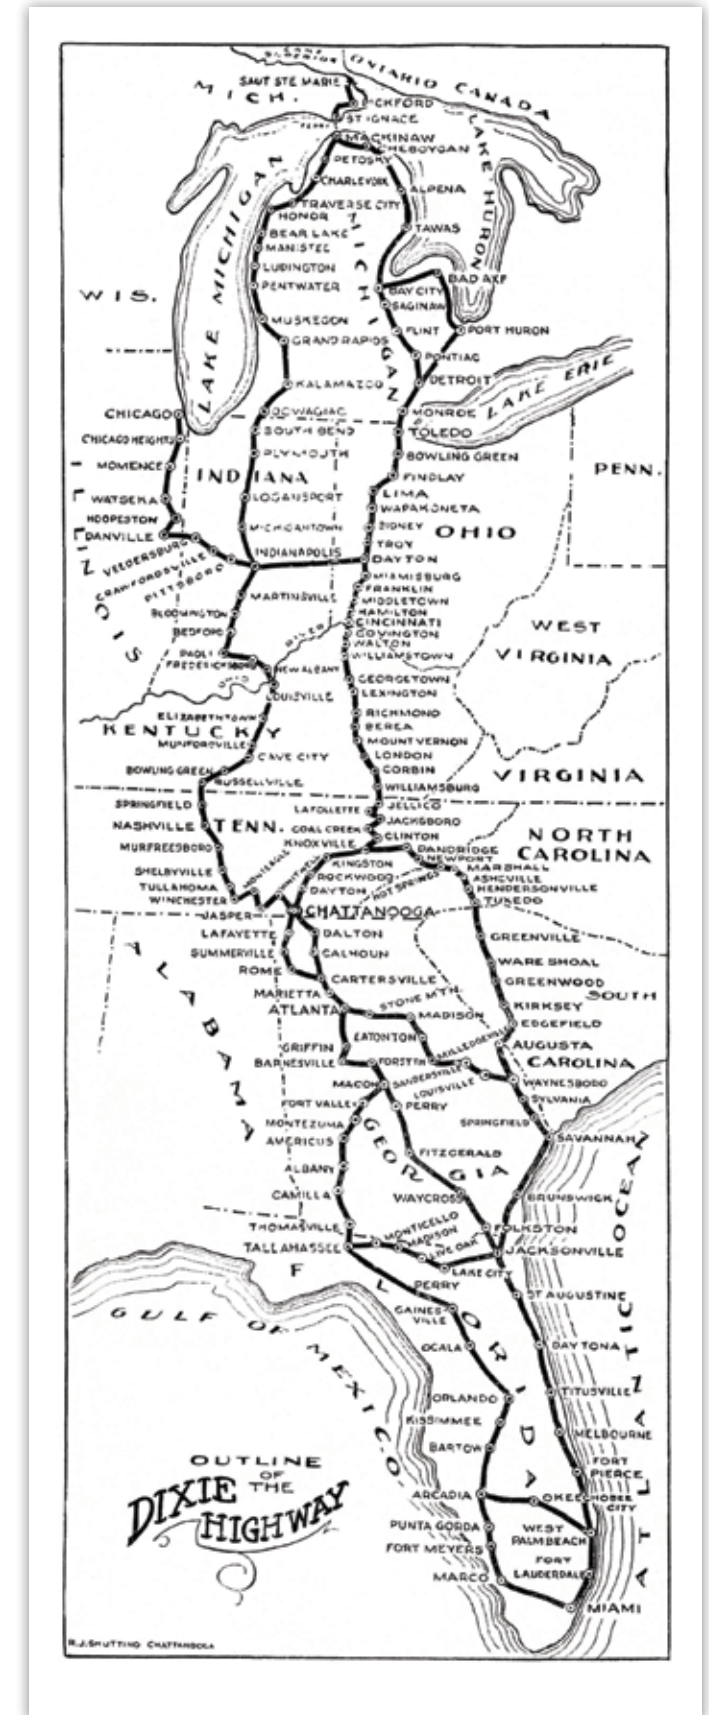 LAKE SUPERIOR
ONTARIO CANADA
SAULT STE MARIE
MICH.
PICKFORD
ST IGNACE
FERRY
MACKINAW
CHEBOYGAN
PETOSKY
LAKE HURON
LAKE MICHIGAN
CHARLEVOIX
ALPENA
TRAVERSE CITY
HONOR
MICHIGAN
BEAR LAKE
TAWAS
MANISTEE
LUDINGTON
BAD AXE
PENTWATER
BAY CITY
WIS.
SAGINAW
MUSKEGON
FLINT
PORT HURON
GRAND RAPIDS
PONTIAC
LAKE ERIE
KALAMAZOO
DETROIT
CHICAGO
DOWAGIAC
MONROE
SOUTH BEND
TOLEDO
CHICAGO HEIGHTS
PLYMOUTH
BOWLING GREEN
MOMENCE
INDIANA
PENN.
FINDLAY
ILLINOIS
WATSEKA
LOGANSPORT
LIMA
WAPAKONETA
HOOPESTON
MICHIGANTOWN
SIDNEY
OHIO
DANVILLE
TROY
VEEDERSBURG
INDIANAPOLIS
DAYTON
CRAWFORDSVILLE
PITTSBORO
MIAMISBURG
FRANKLIN
MARTINSVILLE
MIDDLETOWN
HAMILTON
BLOOMINGTON
CINCINNATI
WEST
VIRGINIA
BEDFORD
COVINGTON
WALTON
PAOLI
WILLIAMSTOWN
FREDERICKSBURG
NEW ALBANY
OHIO RIVER
GEORGETOWN
LOUISVILLE
LEXINGTON
ELIZABETHTOWN
RICHMOND
KENTUCKY
BEREA
MUNFORDVILLE
MOUNT VERNON
CAVE CITY
LONDON
BOWLING GREEN
CORBIN
VIRGINIA
RUSSELLVILLE
WILLIAMSBURG
SPRINGFIELD
JELLICO
LAFOLLETTE
NASHVILLE
TENN.
JACKSBORO
COAL CREEK
CLINTON
NORTH
CAROLINA
MURFREESBORO
KNOXVILLE
DANDRIDGE
NEWPORT
KINGSTON
MARSHALL
SHELBYVILLE
MONTEAGLE
WHITWELL
ROCKWOOD
HOT SPRINGS
ASHEVILLE
TULLAHOMA
DAYTON
HENDERSONVILLE
WINCHESTER
TUXEDO
JASPER
CHATTANOOGA
LAFAYETTE
DALTON
GREENVILLE
SUMMERVILLE
CALHOUN
WARE SHOAL
ROME
CARTERSVILLE
GREENWOOD
SOUTH
CAROLINA
MARIETTA
STONE MTN.
ATLANTA
MADISON
KIRKSEY
ALABAMA
EDGEFIELD
EATONTON
MILLEDGEVILLE
GRIFFIN
AUGUSTA
BARNESVILLE
FORSYTH
SANDERSVILLE
MACON
LOUISVILLE
WAYNESBORO
FORT VALLEY
PERRY
SYLVANIA
MONTEZUMA
SPRINGFIELD
AMERICUS
GEORGIA
SAVANNAH
FITZGERALD
ALBANY
CAMILLA
WAYCROSS
BRUNSWICK
THOMASVILLE
MONTICELLO
FOLKSTON
TALLAHASSEE
MADISON
LIVE OAK
JACKSONVILLE
LAKE CITY
FLORIDA
PERRY
ST AUGUSTINE
GULF OF MEXICO
GAINES-
VILLE
OCALA
DAYTONA
ATLANTIC OCEAN
ORLANDO
TITUSVILLE
KISSIMMEE
MELBOURNE
BARTOW
FORT
PIERCE
ARCADIA
OKEECHOBEE
CITY
PUNTA GORDA
WEST
PALM BEACH
FORT MEYERS
FORT
LAUDERDALE
MARCO
MIAMI
OUTLINE
OF
THE
DIXIE
HIGHWAY
R.J.SHUTTING CHATTANOOGA